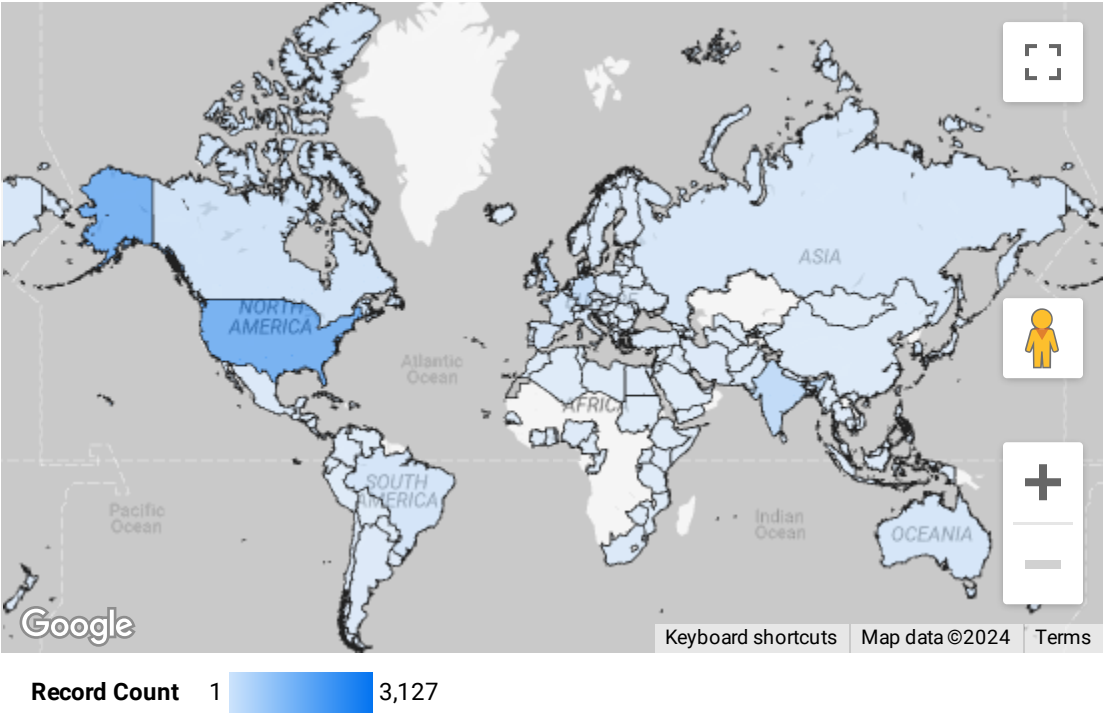 ASIA
NORTH
AMERICA
EUROPE
Atlantic
Ocean
AFRICA
SOUTH
AMERICA
Pacific
Ocean
Indian
Ocean
OCEANIA
Google
Keyboard shortcuts
Map data ©2024
Terms
Record Count 1 3,127